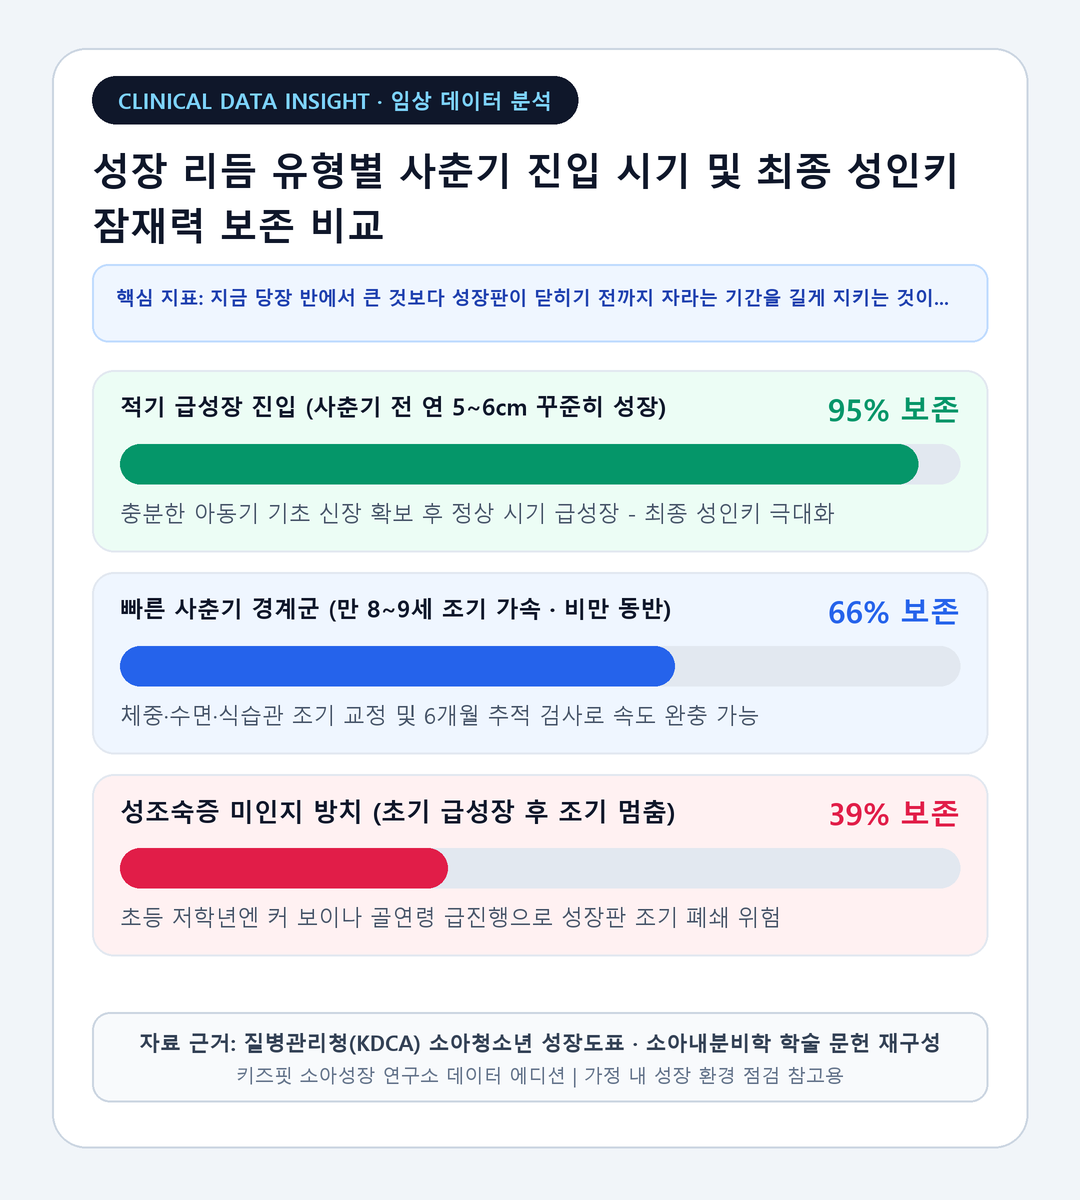 CLINICAL DATA INSIGHT · 임상 데이터 분석
성장 리듬 유형별 사춘기 진입 시기 및 최종 성인키
잠재력 보존 비교
핵심 지표: 지금 당장 반에서 큰 것보다 성장판이 닫히기 전까지 자라는 기간을 길게 지키는 것이...
적기 급성장 진입 (사춘기 전 연 5~6cm 꾸준히 성장)
95% 보존
충분한 아동기 기초 신장 확보 후 정상 시기 급성장 - 최종 성인키 극대화
빠른 사춘기 경계군 (만 8~9세 조기 가속 · 비만 동반)
66% 보존
체중·수면·식습관 조기 교정 및 6개월 추적 검사로 속도 완충 가능
성조숙증 미인지 방치 (초기 급성장 후 조기 멈춤)
39% 보존
초등 저학년엔 커 보이나 골연령 급진행으로 성장판 조기 폐쇄 위험
자료 근거: 질병관리청(KDCA) 소아청소년 성장도표 · 소아내분비학 학술 문헌 재구성
키즈핏 소아성장 연구소 데이터 에디션 | 가정 내 성장 환경 점검 참고용